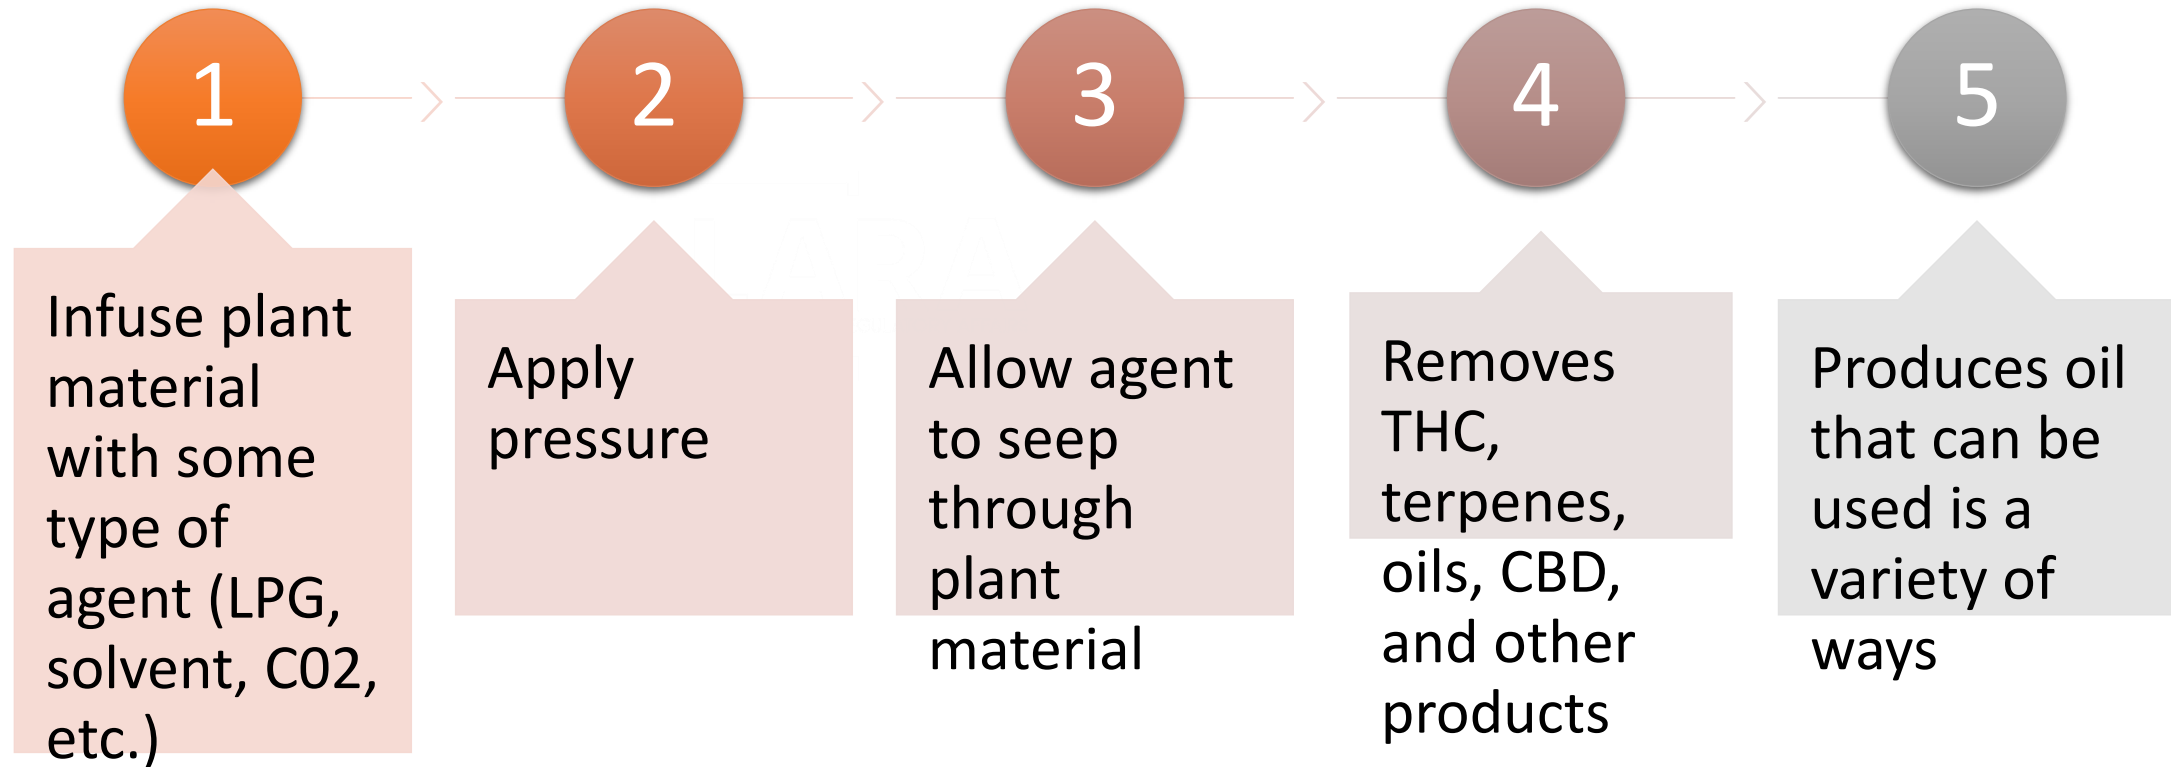 1
2
3
4
5
Infuse plant
material
with some
type of
agent (LPG,
solvent, C02,
etc.)
Apply
pressure
Allow agent
to seep
through
plant
material
Removes
THC,
terpenes,
oils, CBD,
and other
products
Produces oil
that can be
used is a
variety of
ways